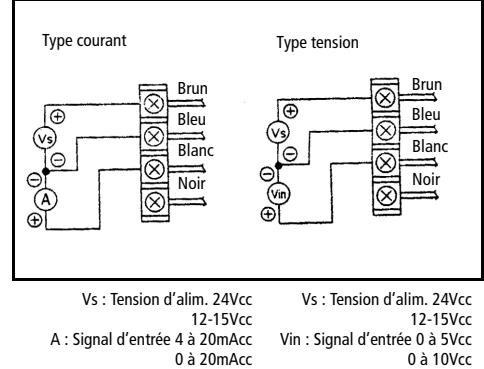 Type courant
Brun
Bleu
Blanc
Noir
Vs
A
Type tension
Brun
Bleu
Blanc
Noir
Vs
Vin
Vs : Tension d'alim. 24Vcc
12-15Vcc
A : Signal d'entrée 4 à 20mAcc
0 à 20mAcc
Vs : Tension d'alim. 24Vcc
12-15Vcc
Vin : Signal d'entrée 0 à 5Vcc
0 à 10Vcc